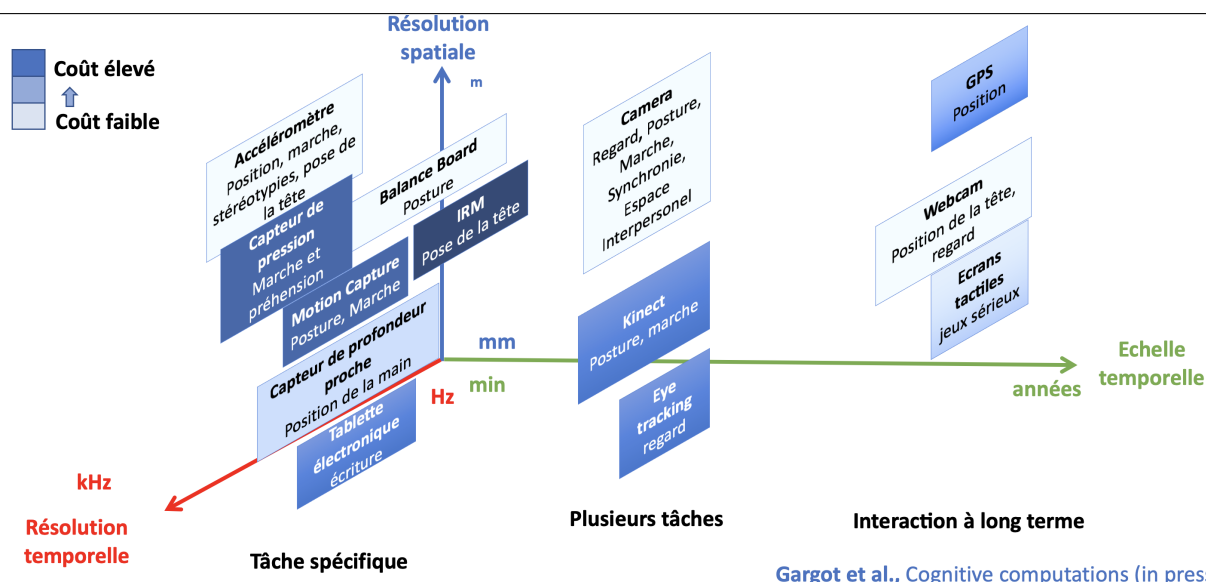 Résolution
spatiale
m
Coût élevé
Coût faible
Accéléromètre
Position, marche,
stéréotypies, pose de
la tête
Balance Board
Posture
IRM
Pose de la tête
Capteur de
pression
Marche et
préhension
Motion Capture
Posture, Marche
Capteur de profondeur
proche
Position de la main
Tablette
électronique
écriture
Camera
Regard, Posture,
Marche,
Synchronie,
Espace
Interpersonel
Kinect
Posture, marche
Eye
tracking
regard
GPS
Position
Webcam
Position de la tête,
regard
Ecrans
tactiles
jeux sérieux
mm
min
Hz
années
Echelle
temporelle
kHz
Résolution
temporelle
Tâche spécifique
Plusieurs tâches
Interaction à long terme
Gargot et al., Cognitive computations (in press